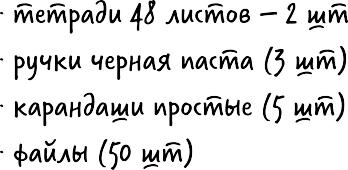 · тетради 48 листов – 2 шт
· ручки черная паста (3 шт)
· карандаши простые (5 шт)
· файлы (50 шт)